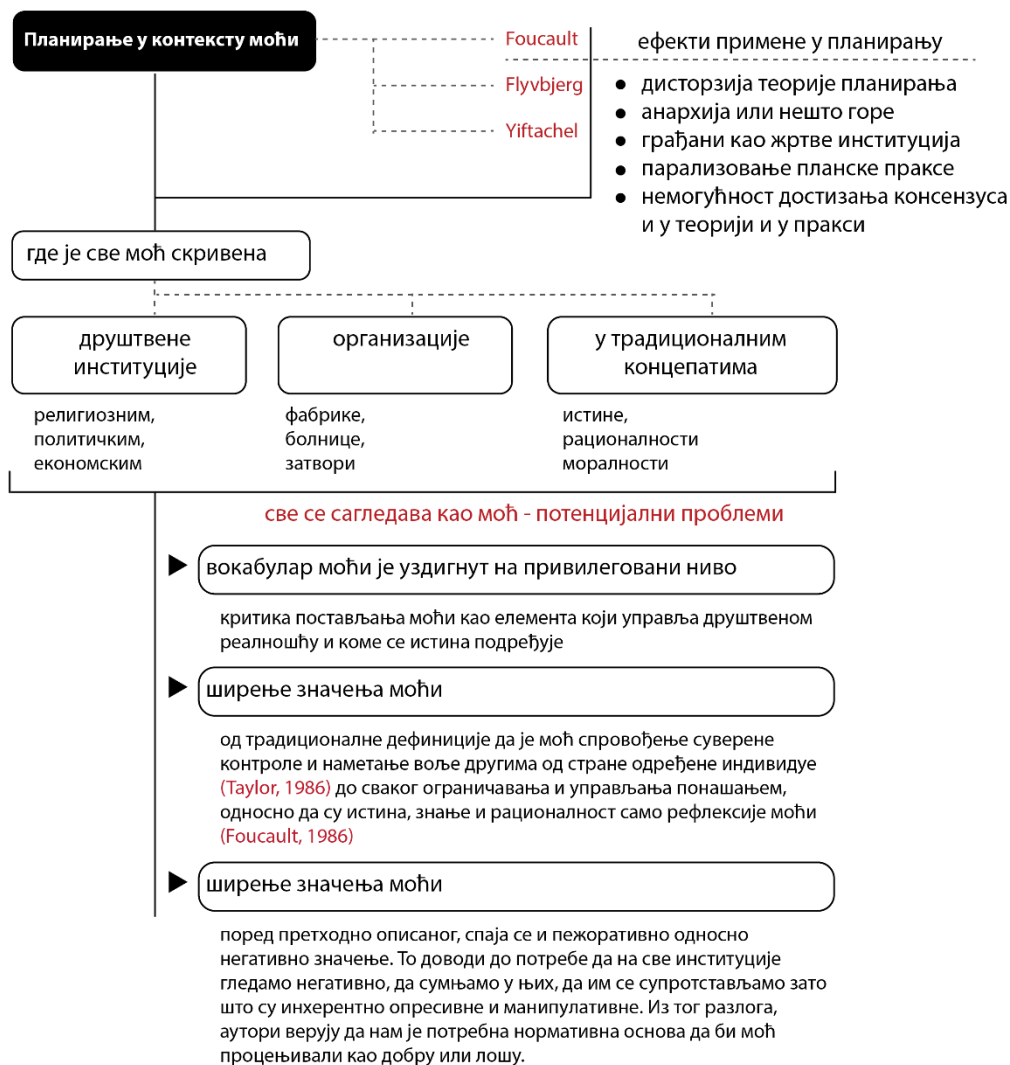 Планирање у контексту моћи
Foucault
Flyvbjerg
Yiftachel
ефекти примене у планирању
● дисторзија теорије планирања
● анархија или нешто горе
● грађани као жртве институција
● парализовање планске праксе
● немогућност достизања консензуса
и у теорији и у пракси
где је све моћ скривена
друштвене
институције
религиозним,
политичким,
економским
организације
фабрике,
болнице,
затвори
у традиционалним
концепатима
истине,
рационалности
моралности
све се сагледава као моћ - потенцијални проблеми
вокабулар моћи је уздигнут на привилеговани ниво
критика постављања моћи као елемента који управља друштвеном
реалношћу и коме се истина подређује
ширење значења моћи
од традиционалне дефиниције да је моћ спровођење суверене
контроле и наметање воље другима од стране одређене индивидуе
(Taylor, 1986) до сваког ограничавања и управљања понашањем,
односно да су истина, знање и рационалност само рефлексије моћи
(Foucault, 1986)
ширење значења моћи
поред претходно описаног, спаја се и пежоративно односно
негативно значење. То доводи до потребе да на све институције
гледамо негативно, да сумњамо у њих, да им се супротстављамо зато
што су инхерентно опресивне и манипулативне. Из тог разлога,
аутори верују да нам је потребна нормативна основа да би моћ
процењивали као добру или лошу.